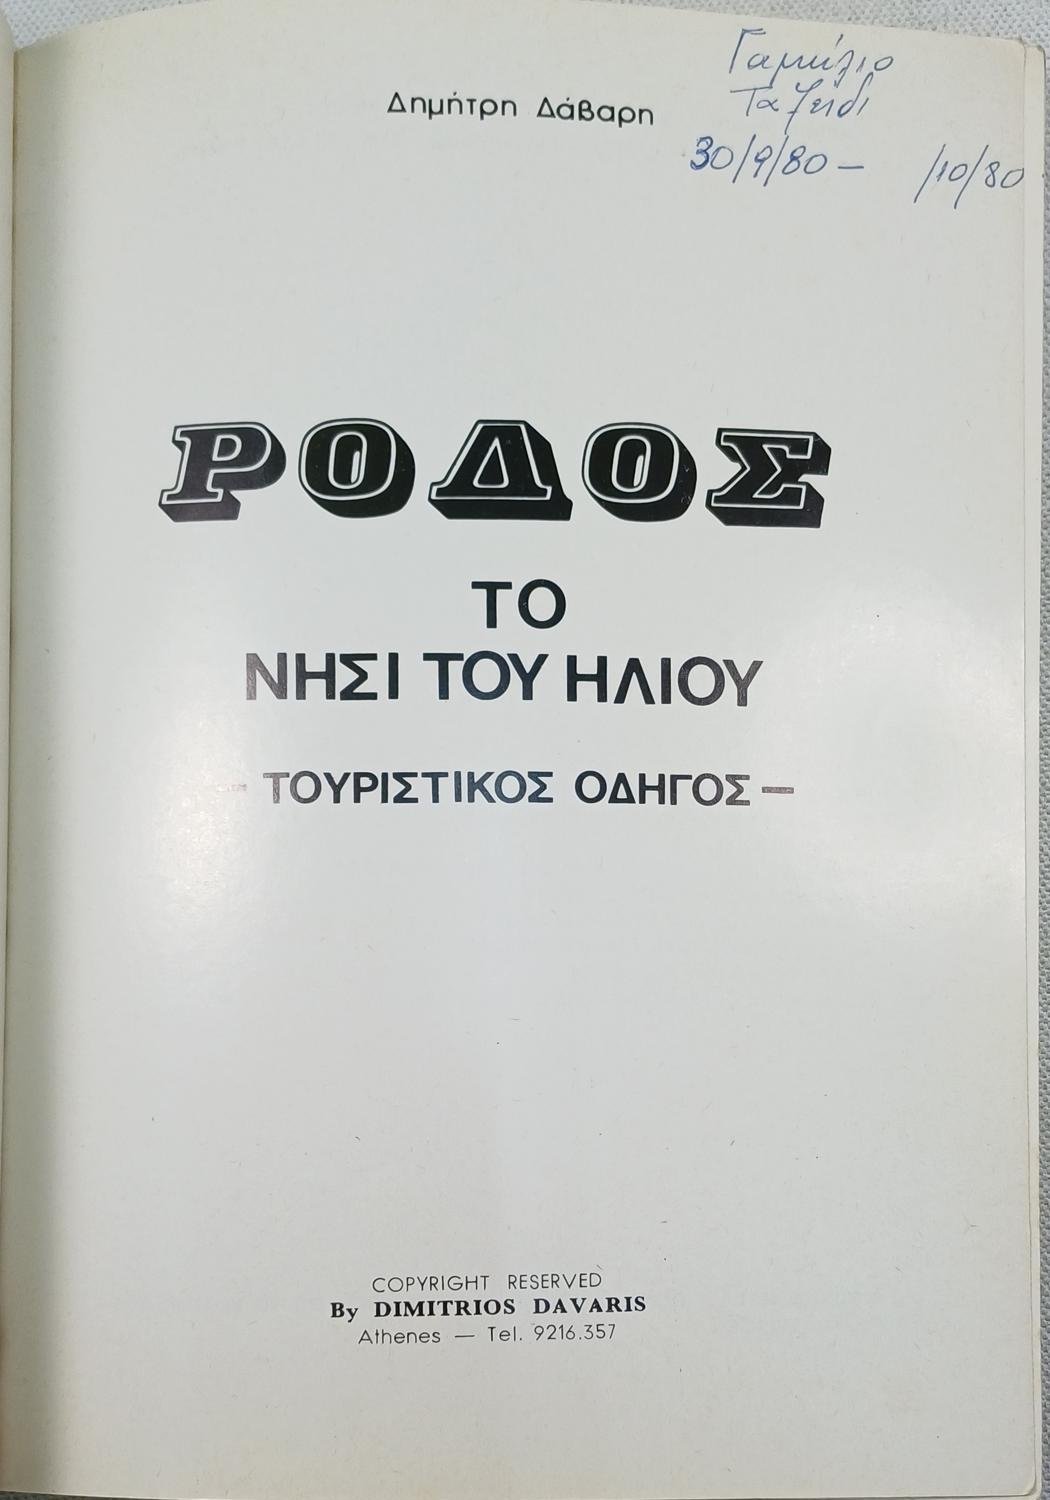 Γαμήλιο
Ταξείδι
30/9/80 – /10/80
Δημήτρη Δάβαρη
ΡΟΔΟΣ
ΤΟ
ΝΗΣΙ ΤΟΥ ΗΛΙΟΥ
- ΤΟΥΡΙΣΤΙΚΟΣ ΟΔΗΓΟΣ -
COPYRIGHT RESERVED
By DIMITRIOS DAVARIS
Athenes — Tel. 9216.357